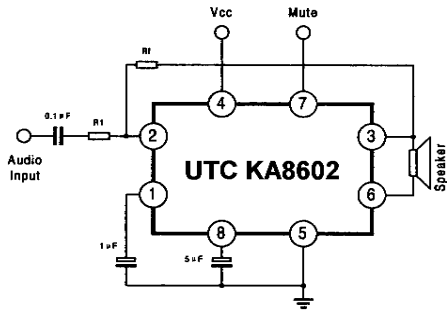 Vcc Mute
Rf
0.1µF R1
4 7
2 3
Audio Input
UTC KA8602
Speaker
1 6
8 5
1µF 5µF